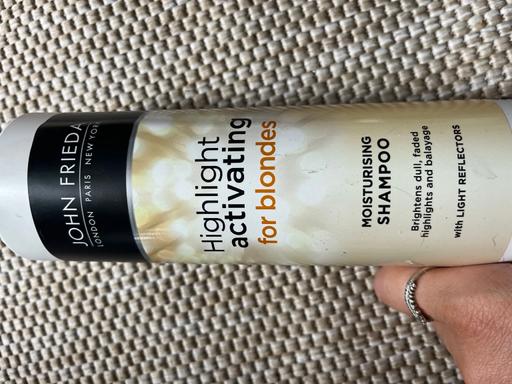 JOHN FRIEDA
LONDON PARIS NEW YORK
Highlight
activating
for blondes
MOISTURISING
SHAMPOO
Brightens dull, faded
highlights and balayage
with LIGHT REFLECTORS